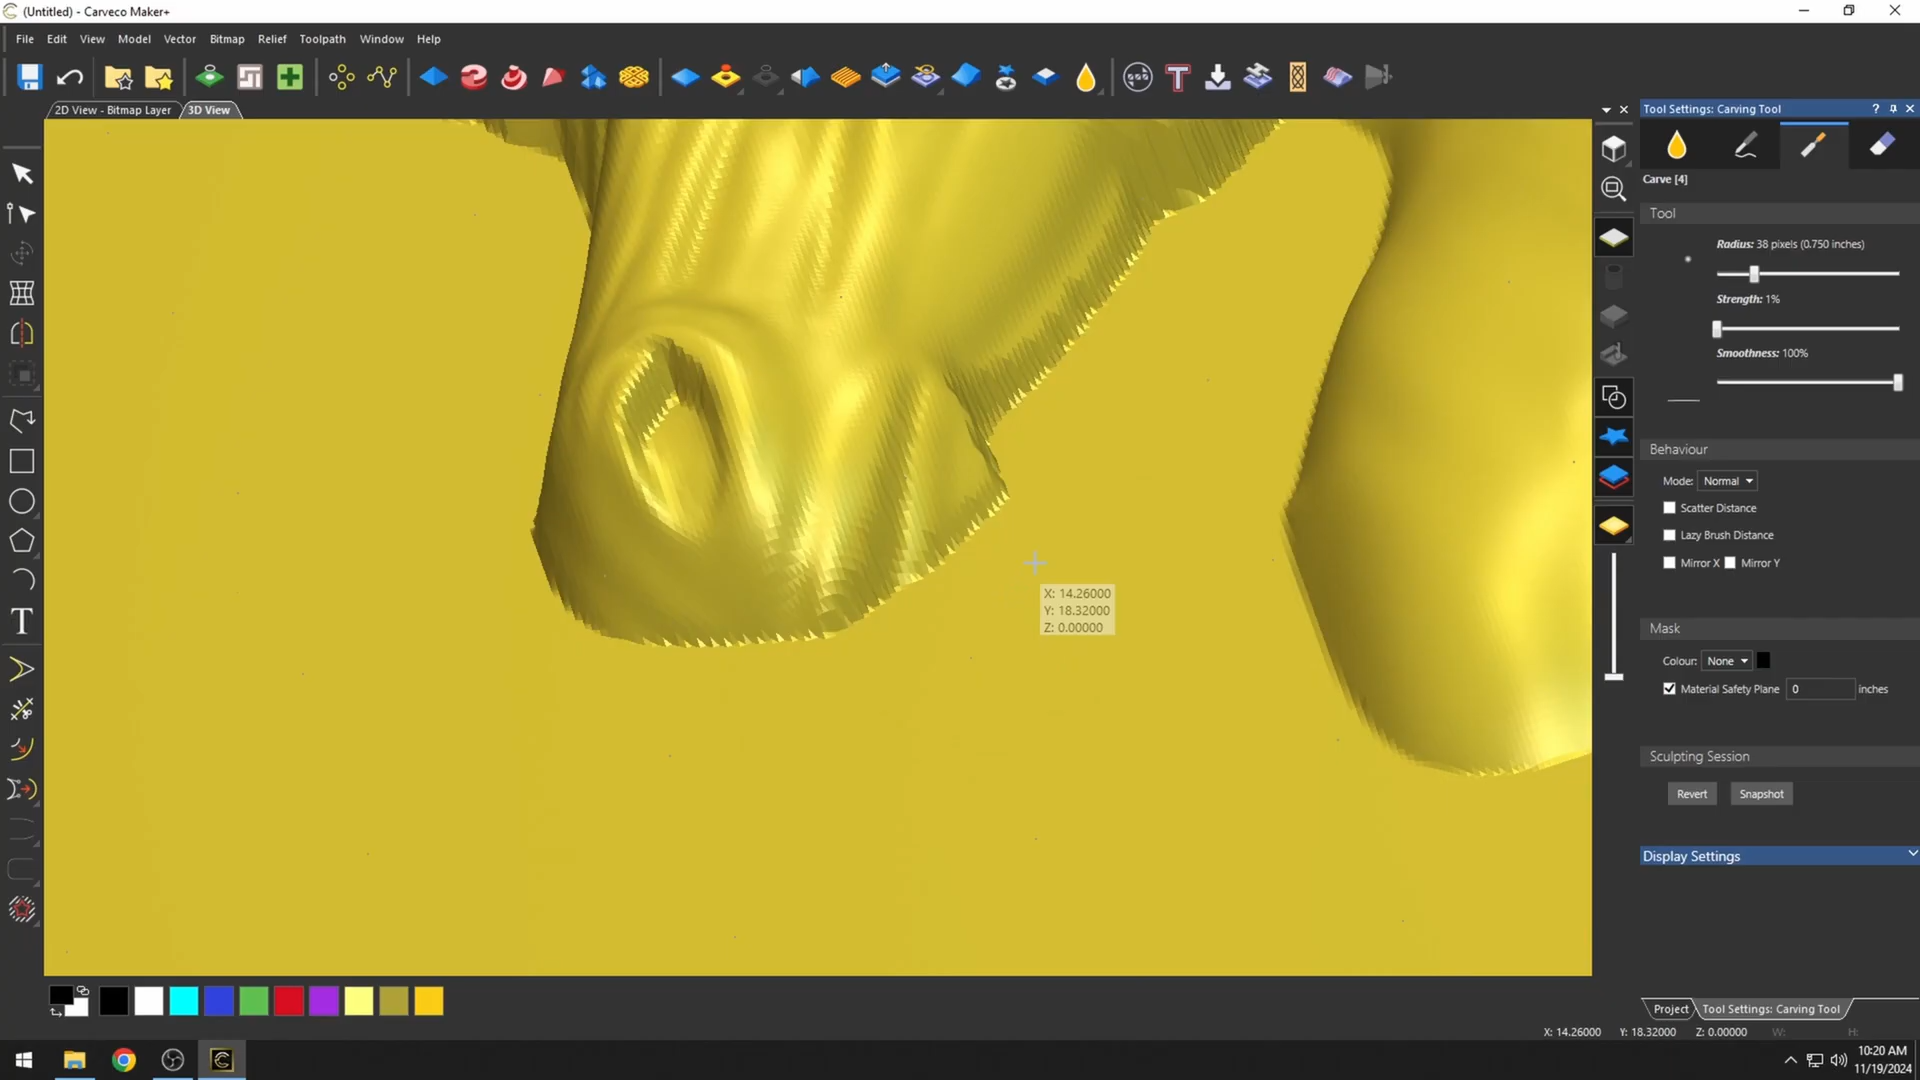 (Untitled) - Carveco Maker+
File Edit View Model Vector Bitmap Relief Toolpath Window Help
2D View - Bitmap Layer 3D View
Tool Settings: Carving Tool
Carve [4]
Tool
Radius: 38 pixels (0.750 inches)
Strength: 1%
Smoothness: 100%
Behaviour
Mode: Normal
Scatter Distance
Lazy Brush Distance
Mirror X Mirror Y
X: 14.26000
Y: 18.32000
Z: 0.00000
Mask
Colour: None
Material Safety Plane 0 inches
Sculpting Session
Revert Snapshot
Display Settings
Project Tool Settings: Carving Tool
X: 14.26000 Y: 18.32000 Z: 0.00000 W: H:
10:20 AM
11/19/2024